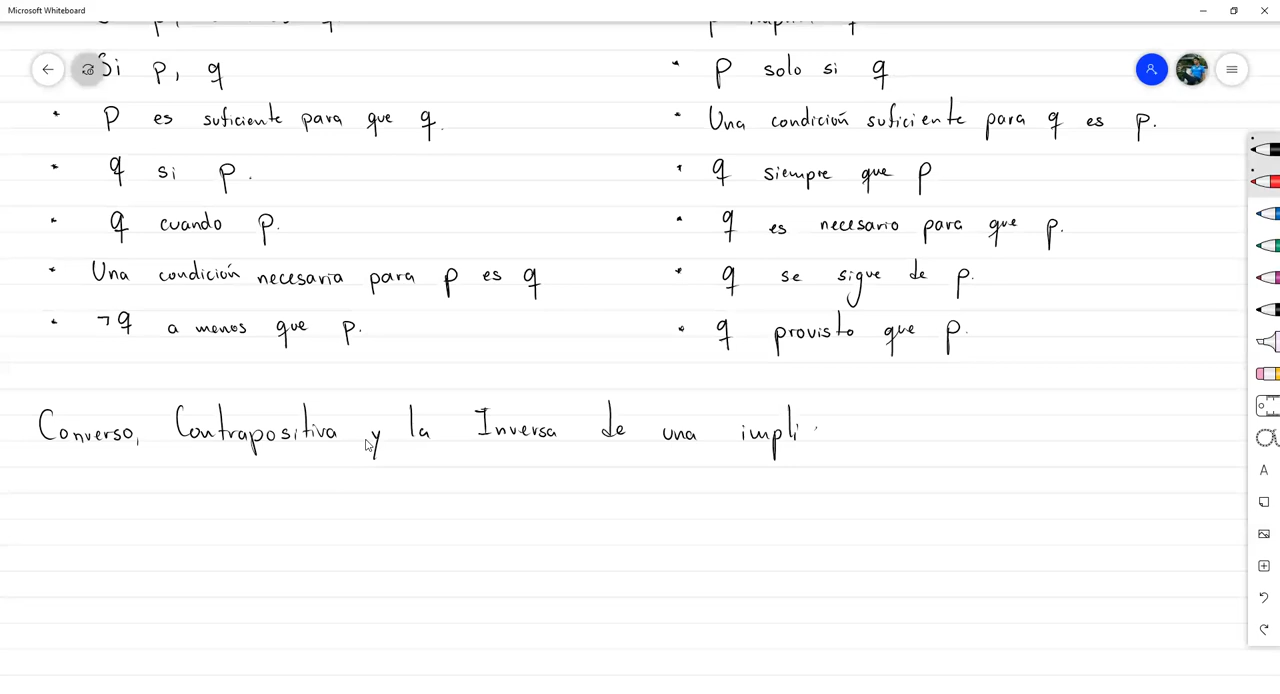 Microsoft Whiteboard
Si p, q
• p solo si q
• p es suficiente para que q.
• Una condición suficiente para q es p.
• q si p.
• q siempre que p
• q cuando p.
• q es necesario para que p.
• Una condición necesaria para p es q
• q se sigue de p.
• ¬q a menos que p.
• q provisto que p.
Converso, Contrapositiva y la Inversa de una impli